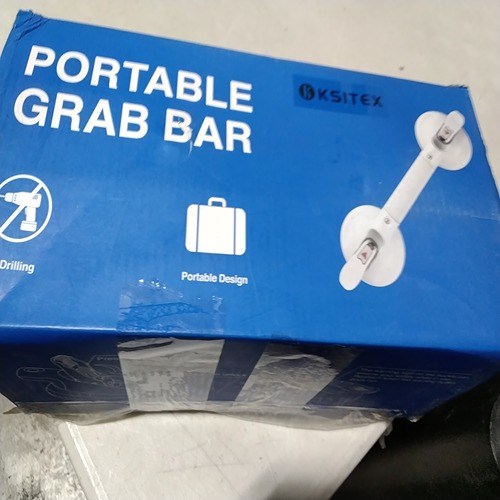 PORTABLE
GRAB BAR
KSITEX
Drilling
Portable Design